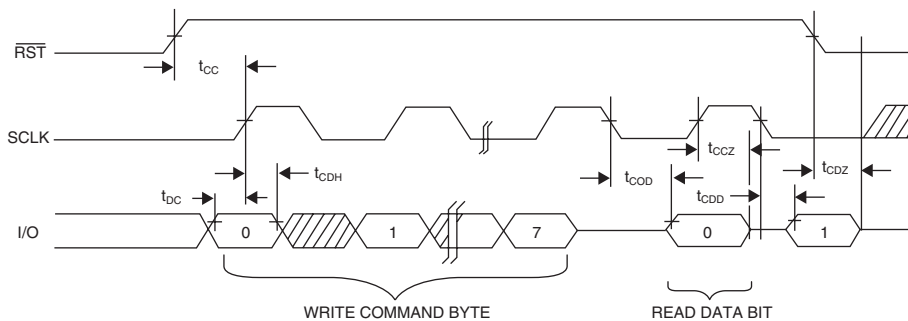 RST
tCC
SCLK
tCCZ
tCDH
tCOD
tCDZ
tDC
tCDD
I/O
0
1
7
0
1
WRITE COMMAND BYTE
READ DATA BIT